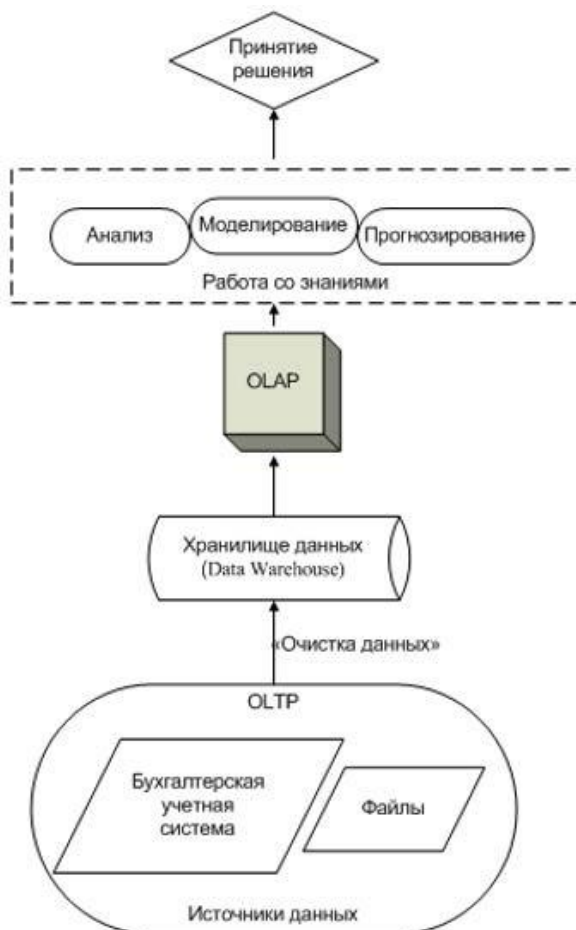 Принятие
решения
Анализ
Моделирование
Прогнозирование
Работа со знаниями
OLAP
Хранилище данных
(Data Warehouse)
«Очистка данных»
OLTP
Бухгалтерская
учетная
система
Файлы
Источники данных